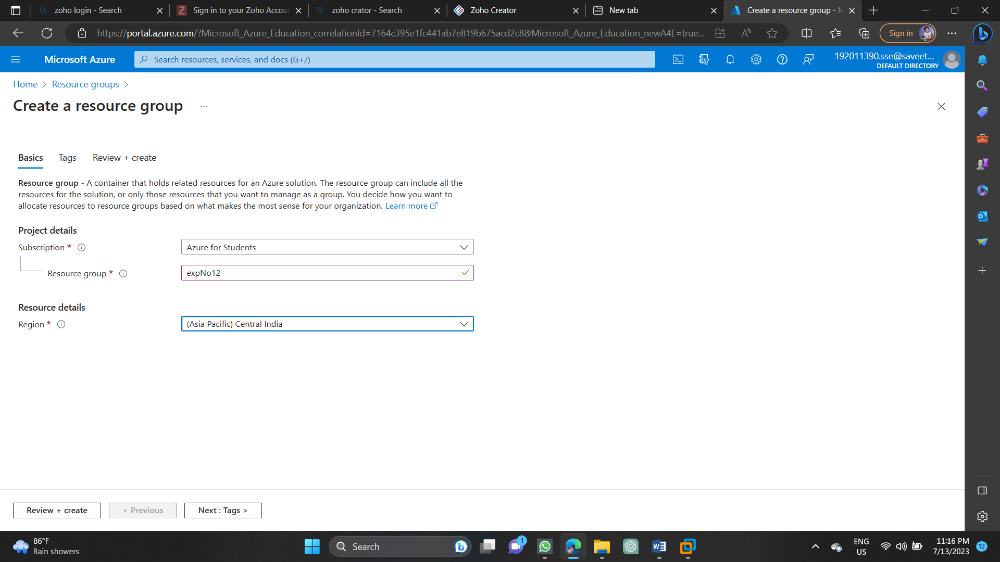 zoho login - Search
Sign in to your Zoho Accou
zoho crator - Search
Zoho Creator
New tab
Create a resource group - M
https://portal.azure.com/?Microsoft_Azure_Education_correlationId=7164c395e1fc441ab7e819b675acd2c8&Microsoft_Azure_Education_newA4E=true...
Sign in
Microsoft Azure
Search resources, services, and docs (G+/)
192011390.sse@saveet...
DEFAULT DIRECTORY
Home > Resource groups >
Create a resource group ...
Basics
Tags
Review + create
Resource group - A container that holds related resources for an Azure solution. The resource group can include all the
resources for the solution, or only those resources that you want to manage as a group. You decide how you want to
allocate resources to resource groups based on what makes the most sense for your organization. Learn more
Project details
Subscription *
Azure for Students
Resource group *
expNo12
Resource details
Region *
(Asia Pacific) Central India
Review + create
< Previous
Next : Tags >
86°F
Rain showers
Search
1
ENG
US
11:16 PM
7/13/2023
12